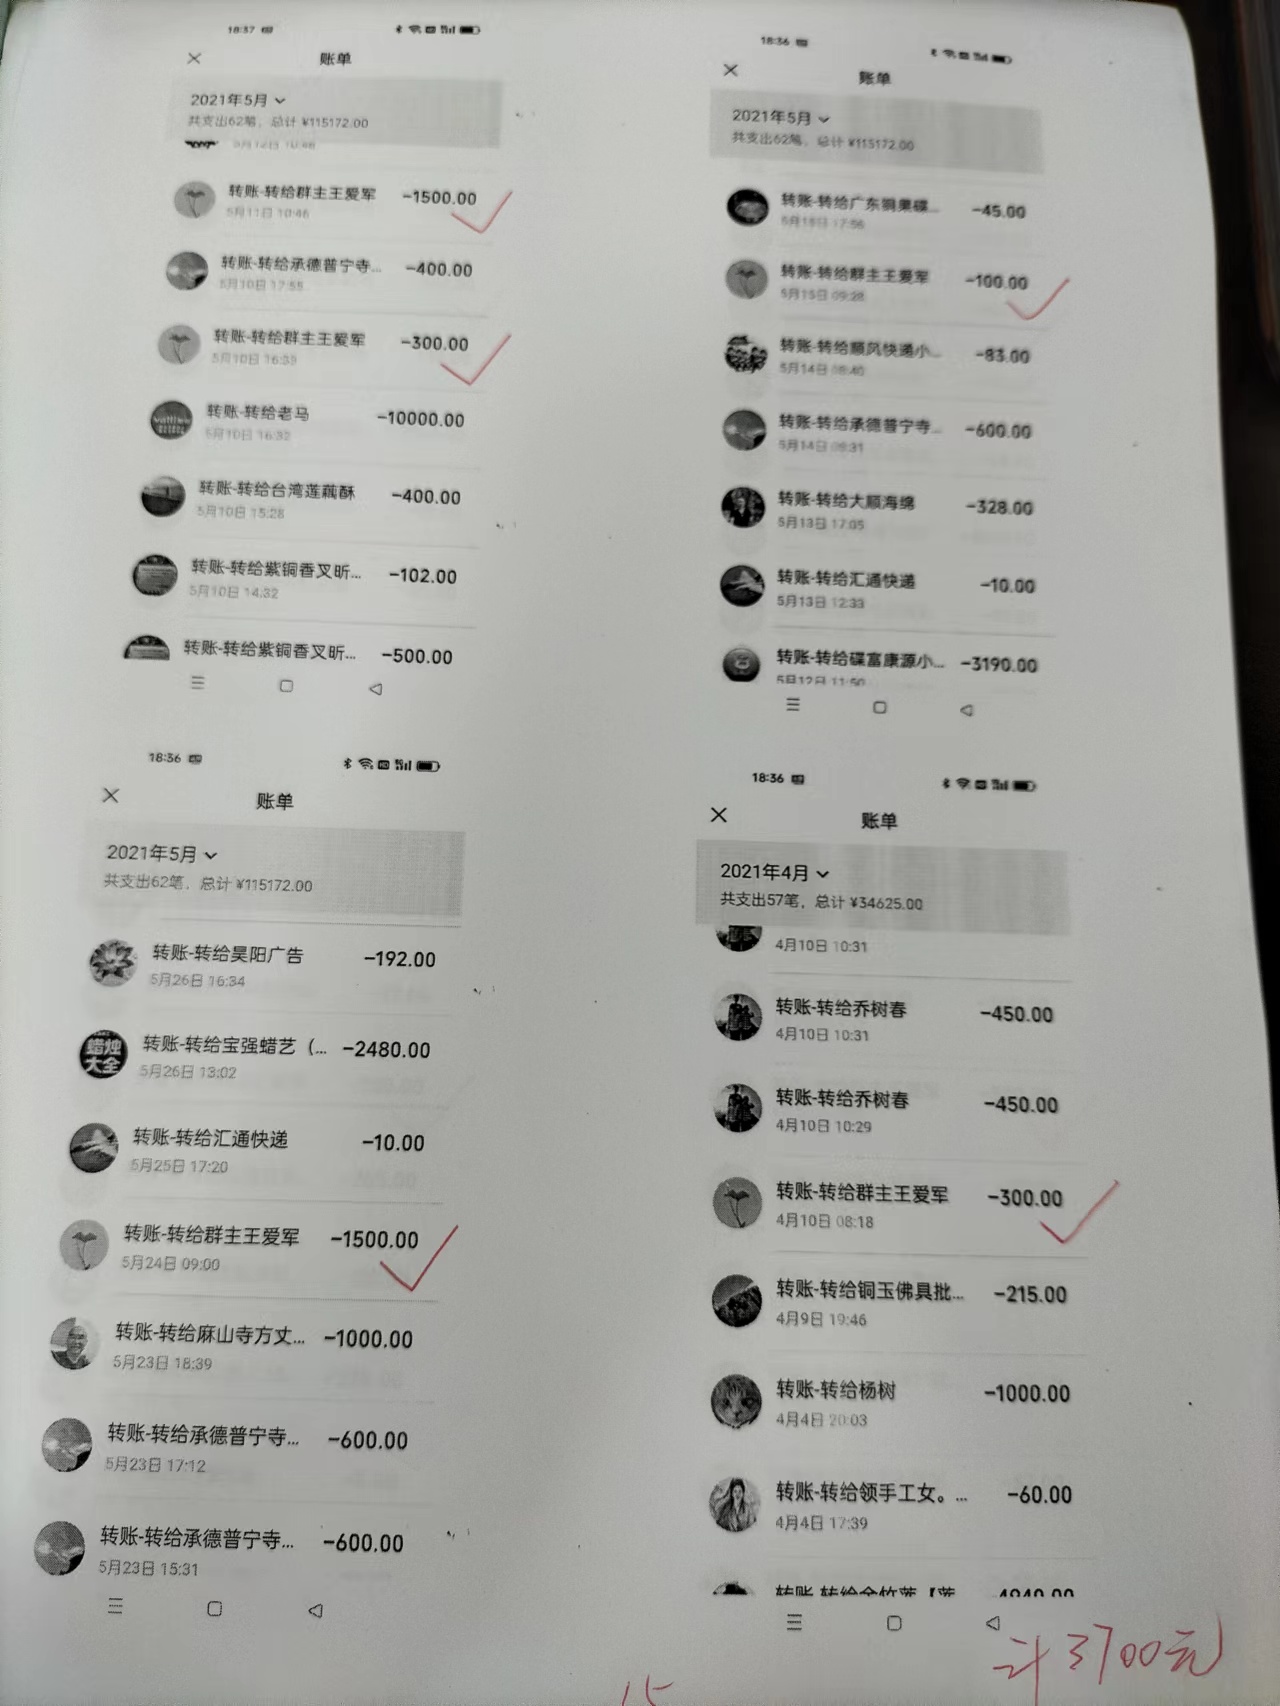 18:37
账单
2021年5月
共支出62笔，总计 ¥115172.00
转账-转给群主王爱军 -1500.00
5月11日 10:46
转账-转给承德普宁寺... -400.00
5月10日 17:55
转账-转给群主王爱军 -300.00
5月10日 16:39
转账-转给老马 -10000.00
5月10日 16:32
转账-转给台湾莲藕酥 -400.00
5月10日 15:28
转账-转给紫铜香叉昕... -102.00
5月10日 14:32
转账-转给紫铜香叉昕... -500.00
18:36
账单
2021年5月
共支出62笔，总计 ¥115172.00
转账-转给广东铜果碟... -45.00
转账-转给群主王爱军 -100.00
5月15日 09:28
转账-转给顺风快递小... -83.00
5月14日 08:40
转账-转给承德普宁寺... -600.00
5月14日 08:31
转账-转给大顺海绵 -328.00
5月13日 17:05
转账-转给汇通快递 -10.00
5月13日 12:33
转账-转给碟富康源小... -3190.00
5月12日 11:50
18:36
账单
2021年5月
共支出62笔，总计 ¥115172.00
转账-转给昊阳广告 -192.00
5月26日 16:34
蜡烛
大全
转账-转给宝强蜡艺（... -2480.00
5月26日 13:02
转账-转给汇通快递 -10.00
5月25日 17:20
转账-转给群主王爱军 -1500.00
5月24日 09:00
转账-转给麻山寺方丈... -1000.00
5月23日 18:39
转账-转给承德普宁寺... -600.00
5月23日 17:12
转账-转给承德普宁寺... -600.00
5月23日 15:31
18:36
账单
2021年4月
共支出57笔，总计 ¥34625.00
4月10日 10:31
转账-转给乔树春 -450.00
4月10日 10:31
转账-转给乔树春 -450.00
4月10日 10:29
转账-转给群主王爱军 -300.00
4月10日 08:18
转账-转给铜玉佛具批... -215.00
4月9日 19:46
转账-转给杨树 -1000.00
4月4日 20:03
转账-转给领手工女。... -60.00
4月4日 17:39
计3700元
15